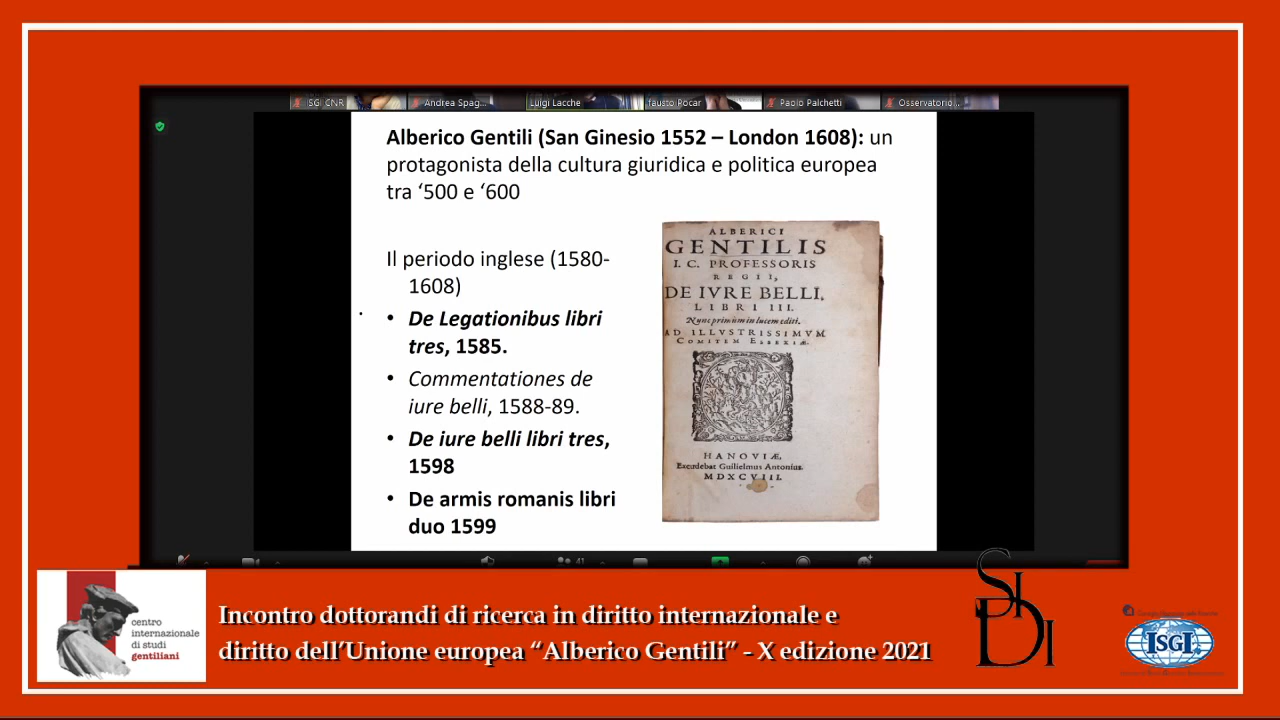 SGI CNR
Andrea Spag...
Luigi Lacche
fausto Pocar
Paolo Palchetti
Osservatorio...
Alberico Gentili (San Ginesio 1552 – London 1608): un
protagonista della cultura giuridica e politica europea
tra ‘500 e ‘600
Il periodo inglese (1580-
1608)
• De Legationibus libri
tres, 1585.
• Commentationes de
iure belli, 1588-89.
• De iure belli libri tres,
1598
• De armis romanis libri
duo 1599
ALBERICI
GENTILIS
I. C. PROFESSORIS
REGII,
DE IVRE BELLI,
LIBRI III.
Nunc primùm in lucem editi.
AD ILLVSTRISSIMVM
COMITEM ESSEXIÆ.
HANOVIÆ,
Excudebat Guilielmus Antonius.
MDXCVIII.
41
centro
internazionale
di studi
gentiliani
Incontro dottorandi di ricerca in diritto internazionale e
diritto dell’Unione europea “Alberico Gentili” - X edizione 2021
SIDI
ISGI